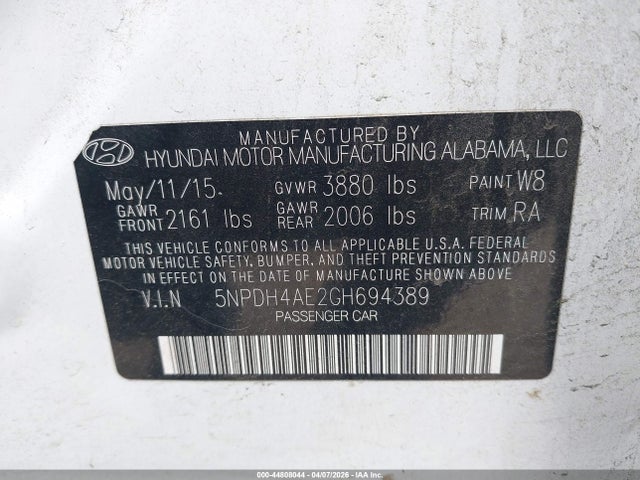 MANUFACTURED BY
HYUNDAI MOTOR MANUFACTURING ALABAMA, LLC
May/11/15 GVWR 3880 lbs PAINT W8
GAWR FRONT 2161 lbs GAWR REAR 2006 lbs TRIM RA
THIS VEHICLE CONFORMS TO ALL APPLICABLE U.S.A. FEDERAL
MOTOR VEHICLE SAFETY, BUMPER, AND THEFT PREVENTION STANDARDS
IN EFFECT ON THE DATE OF MANUFACTURE SHOWN ABOVE
V.I.N 5NPDH4AE2GH694389
PASSENGER CAR
000-44808044 - 04/07/2026 - IAA Inc.